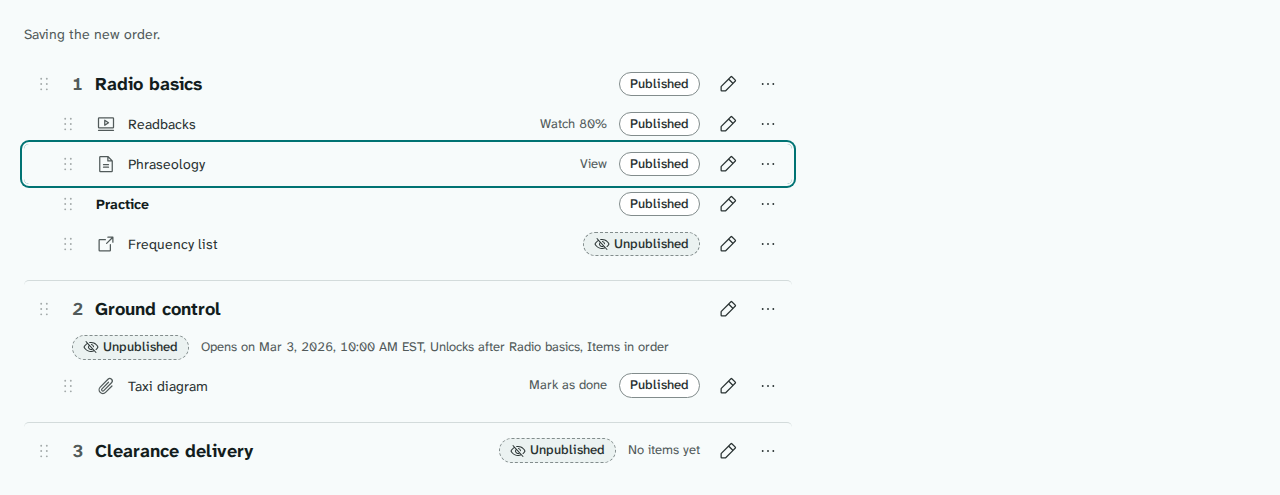 Saving the new order.
1 Radio basics Published
Readbacks Watch 80% Published
Phraseology View Published
Practice Published
Frequency list Unpublished
2 Ground control
Unpublished Opens on Mar 3, 2026, 10:00 AM EST, Unlocks after Radio basics, Items in order
Taxi diagram Mark as done Published
3 Clearance delivery Unpublished No items yet